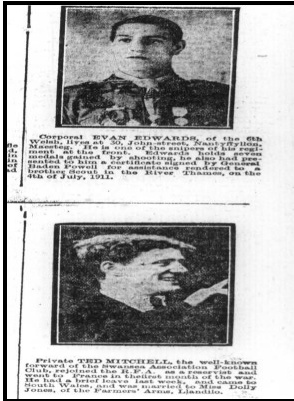 Corporal EVAN EDWARDS, of the 6th
Welsh, lives at 30, John-street, Nantyffyllon,
Maesteg. He is one of the snipers of his regi-
ment at the front. Edwards holds seven
medals gained by shooting, he also had pre-
sented to him a certificate signed by General
Baden Powell for assistance rendered to a
brother Scout in the River Thames, on the
4th of July, 1911.
Private TED MITCHELL, the well-known
forward of the Swansea Association Football
Club, rejoined the R.F.A. as a reservist and
went to France in the first month of the war.
He had a brief leave last week, and came to
South Wales, and was married to Miss Dolly
Jones, of the Farmers' Arms, Llandilo.